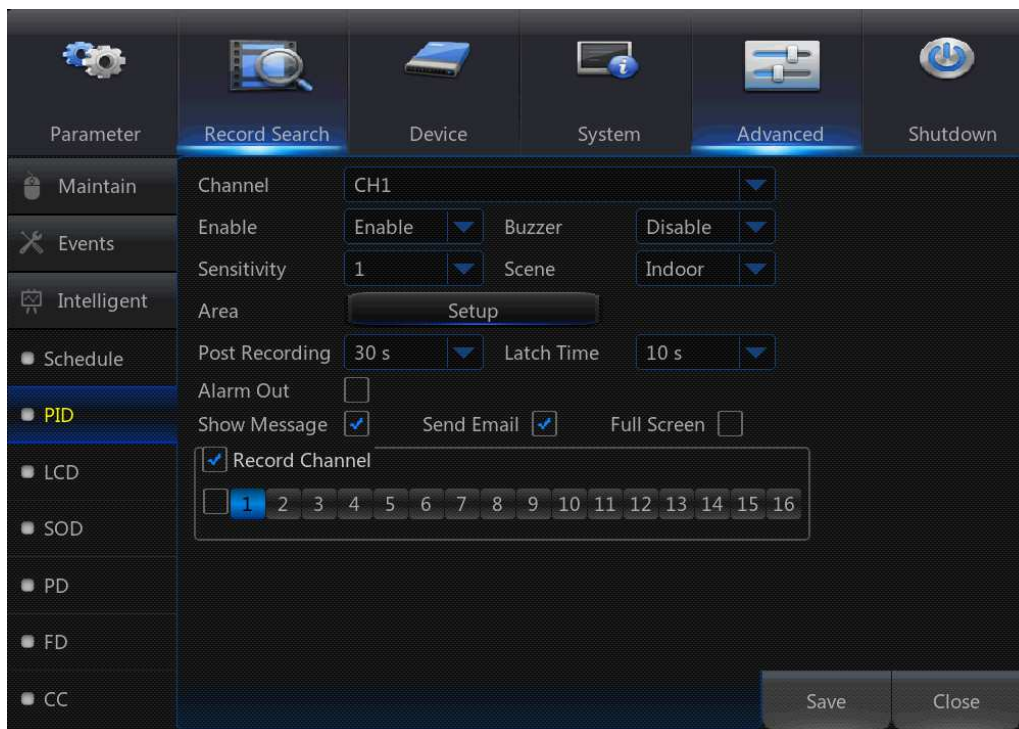 Parameter Record Search Device System Advanced Shutdown
Maintain
Events
Intelligent
Schedule
PID
LCD
SOD
PD
FD
CC
Channel CH1
Enable Enable Buzzer Disable
Sensitivity 1 Scene Indoor
Area Setup
Post Recording 30 s Latch Time 10 s
Alarm Out
Show Message Send Email Full Screen
Record Channel
1 2 3 4 5 6 7 8 9 10 11 12 13 14 15 16
Save Close